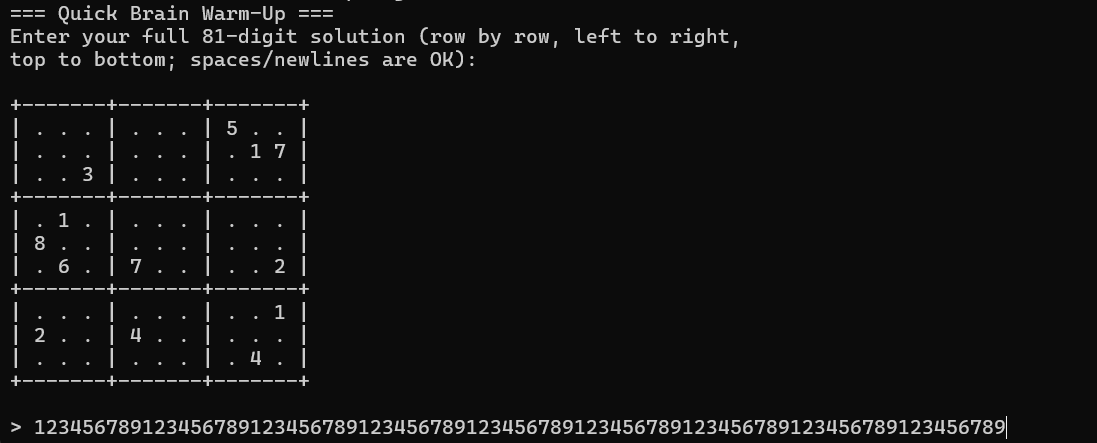 === Quick Brain Warm-Up ===
Enter your full 81-digit solution (row by row, left to right,
top to bottom; spaces/newlines are OK):
+-------+-------+-------+
| . . . | . . . | 5 . . |
| . . . | . . . | . 1 7 |
| . . 3 | . . . | . . . |
+-------+-------+-------+
| . 1 . | . . . | . . . |
| 8 . . | . . . | . . . |
| . 6 . | 7 . . | . . 2 |
+-------+-------+-------+
| . . . | . . . | . . 1 |
| 2 . . | 4 . . | . . . |
| . . . | . . . | . 4 . |
+-------+-------+-------+
> 123456789123456789123456789123456789123456789123456789123456789123456789123456789